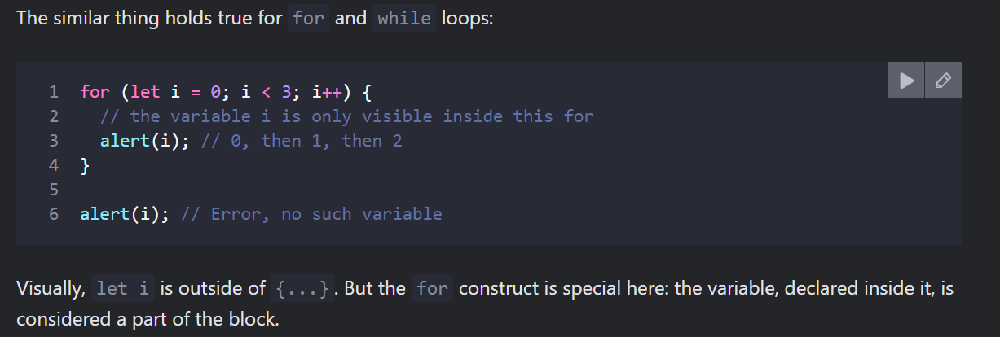 The similar thing holds true for for and while loops:
1 for (let i = 0; i < 3; i++) {
2 // the variable i is only visible inside this for
3 alert(i); // 0, then 1, then 2
4 }
5
6 alert(i); // Error, no such variable
Visually, let i is outside of {...}. But the for construct is special here: the variable, declared inside it, is
considered a part of the block.